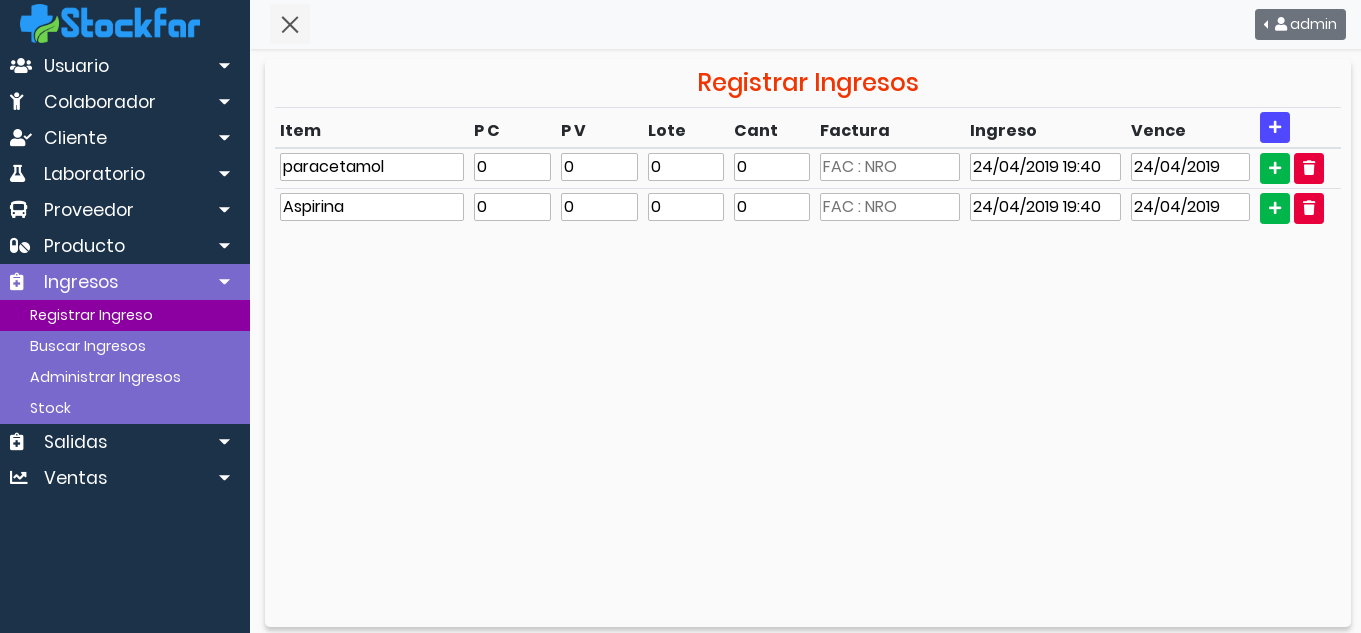 StockFar
admin
Usuario
Colaborador
Cliente
Laboratorio
Proveedor
Producto
Ingresos
Registrar Ingreso
Buscar Ingresos
Administrar Ingresos
Stock
Salidas
Ventas
Registrar Ingresos
Item P C P V Lote Cant Factura Ingreso Vence
paracetamol 0 0 0 0 FAC : NRO 24/04/2019 19:40 24/04/2019
Aspirina 0 0 0 0 FAC : NRO 24/04/2019 19:40 24/04/2019